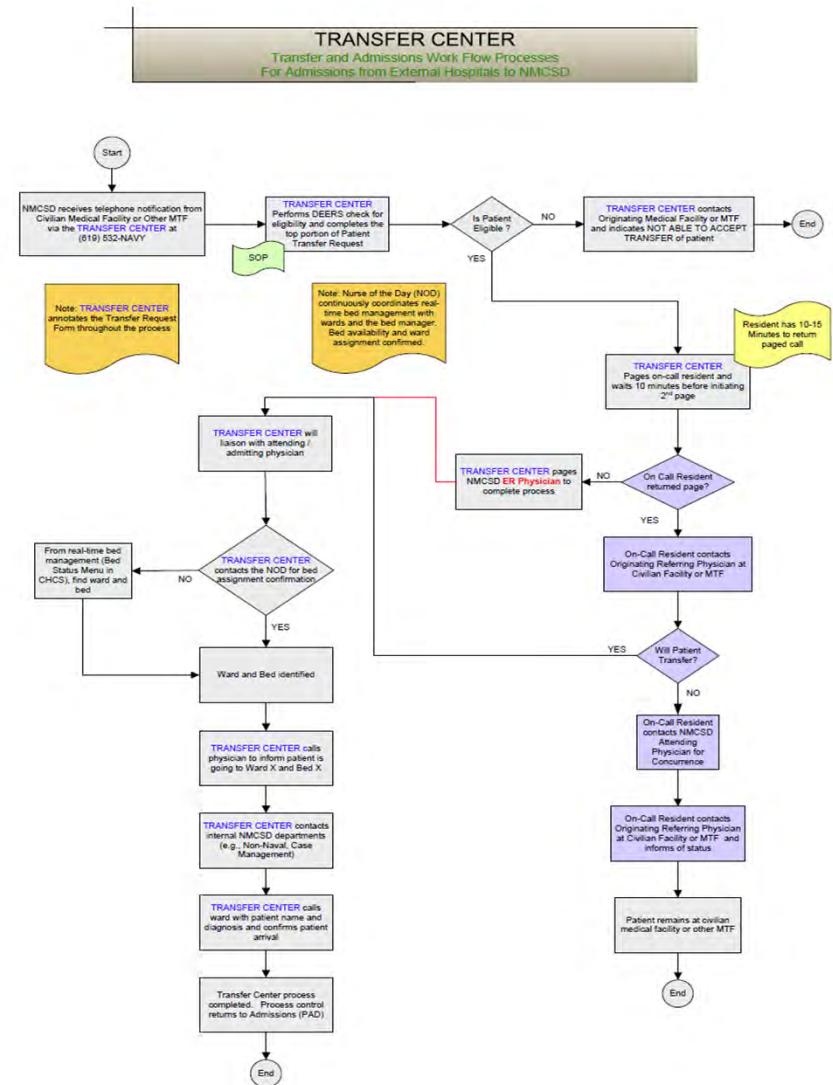 TRANSFER CENTER
Transfer and Admissions Work Flow Processes
For Admissions from External Hospitals to NMCSD
Start
NMCSD receives telephone notification from
Civilian Medical Facility or Other MTF
via the TRANSFER CENTER at
(619) 532-NAVY
TRANSFER CENTER
Performs DEERS check for
eligibility and completes the
top portion of Patient
Transfer Request
SOP
Is Patient
Eligible ?
NO
YES
TRANSFER CENTER contacts
Originating Medical Facility or MTF
and indicates NOT ABLE TO ACCEPT
TRANSFER of patient
End
Note: TRANSFER CENTER
annotates the Transfer Request
Form throughout the process
Note: Nurse of the Day (NOD)
continuously coordinates real-
time bed management with
wards and the bed manager.
Bed availability and ward
assignment confirmed.
Resident has 10-15
Minutes to return
paged call
TRANSFER CENTER
Pages on-call resident and
waits 10 minutes before initiating
2nd page
TRANSFER CENTER will
liaison with attending /
admitting physician
TRANSFER CENTER pages
NMCSD ER Physician to
complete process
NO
On Call Resident
returned page?
YES
From real-time bed
management (Bed
Status Menu in
CHCS), find ward and
bed
NO
TRANSFER CENTER
contacts the NOD for bed
assignment confirmation
YES
On-Call Resident contacts
Originating Referring Physician at
Civilian Facility or MTF
YES
Will Patient
Transfer?
NO
Ward and Bed identified
On-Call Resident
contacts NMCSD
Attending
Physician for
Concurrence
TRANSFER CENTER calls
physician to inform patient is
going to Ward X and Bed X
TRANSFER CENTER contacts
internal NMCSD departments
(e.g., Non-Naval, Case
Management)
On-Call Resident contacts
Originating Referring Physician
at Civilian Facility or MTF and
informs of status
TRANSFER CENTER calls
ward with patient name and
diagnosis and confirms patient
arrival
Patient remains at civilian
medical facility or other MTF
Transfer Center process
completed. Process control
returns to Admissions (PAD)
End
End